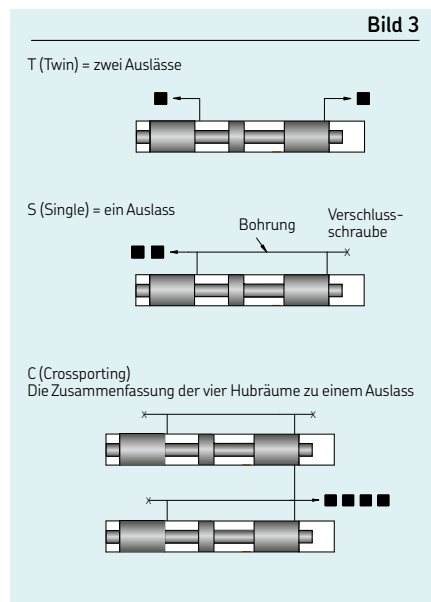 Bild 3
T (Twin) = zwei Auslässe
S (Single) = ein Auslass
Bohrung
Verschluss-
schraube
x
C (Crossporting)
Die Zusammenfassung der vier Hubräume zu einem Auslass
x x
x